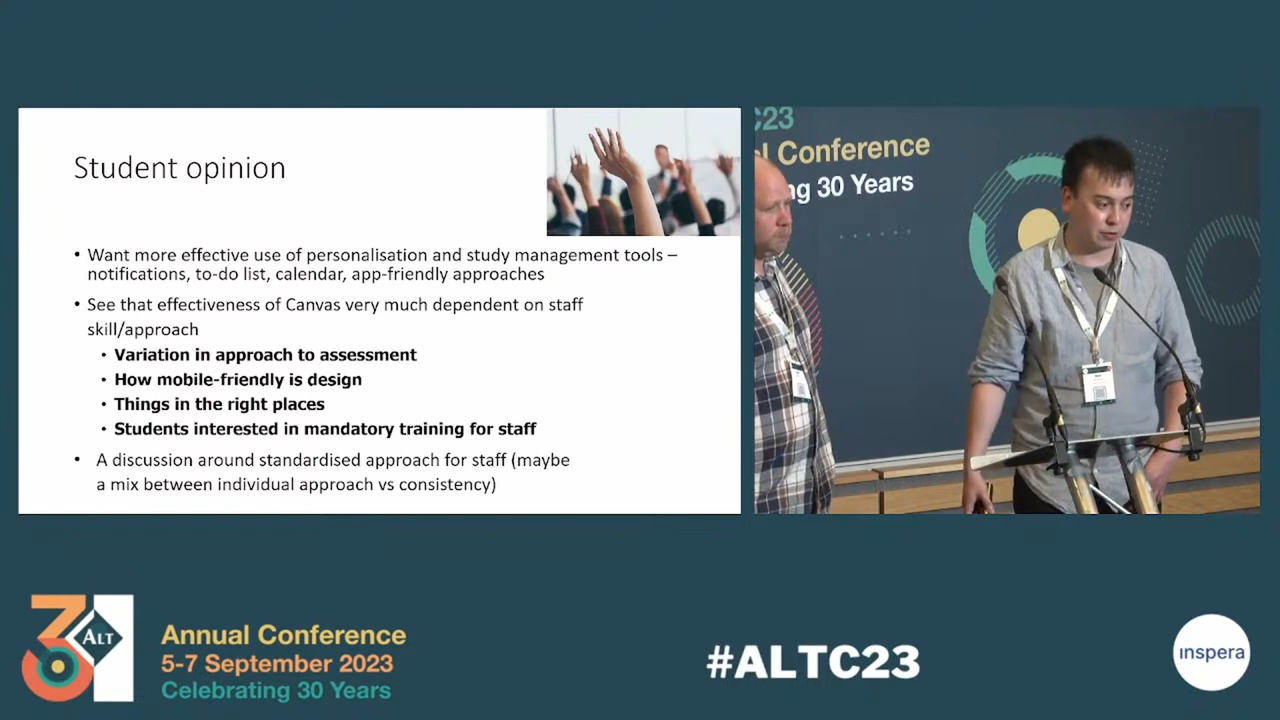 Student opinion
• Want more effective use of personalisation and study management tools –
notifications, to-do list, calendar, app-friendly approaches
• See that effectiveness of Canvas very much dependent on staff
skill/approach
• Variation in approach to assessment
• How mobile-friendly is design
• Things in the right places
• Students interested in mandatory training for staff
• A discussion around standardised approach for staff (maybe
a mix between individual approach vs consistency)
C23
l Conference
ng 30 Years
30
ALT
Annual Conference
5-7 September 2023
Celebrating 30 Years
#ALTC23
inspera